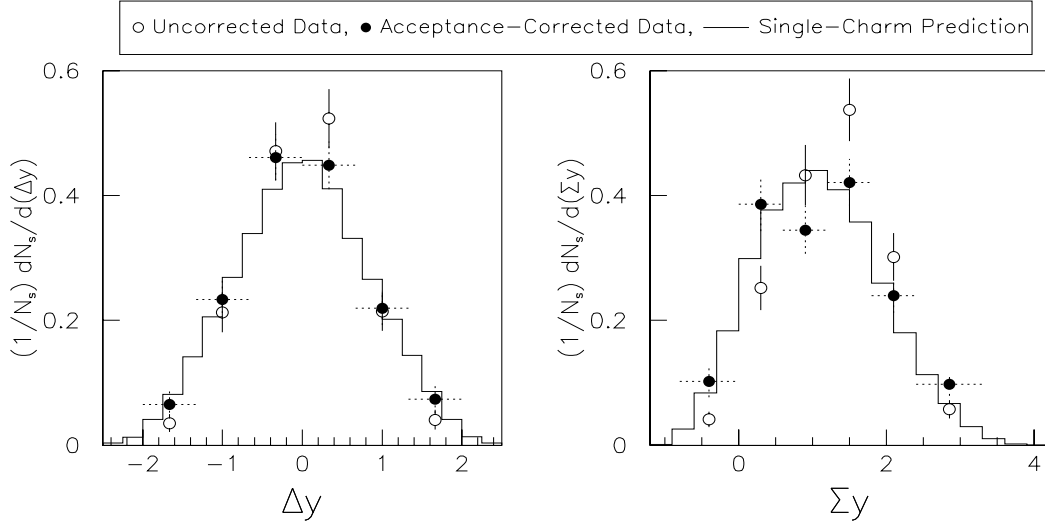 ○ Uncorrected Data, ● Acceptance−Corrected Data, — Single−Charm Prediction
(1/Nₛ) dNₛ/d(Δy)
0.6
0.4
0.2
0
−2 −1 0 1 2
Δy
(1/Nₛ) dNₛ/d(Σy)
0.6
0.4
0.2
0
0 2 4
Σy